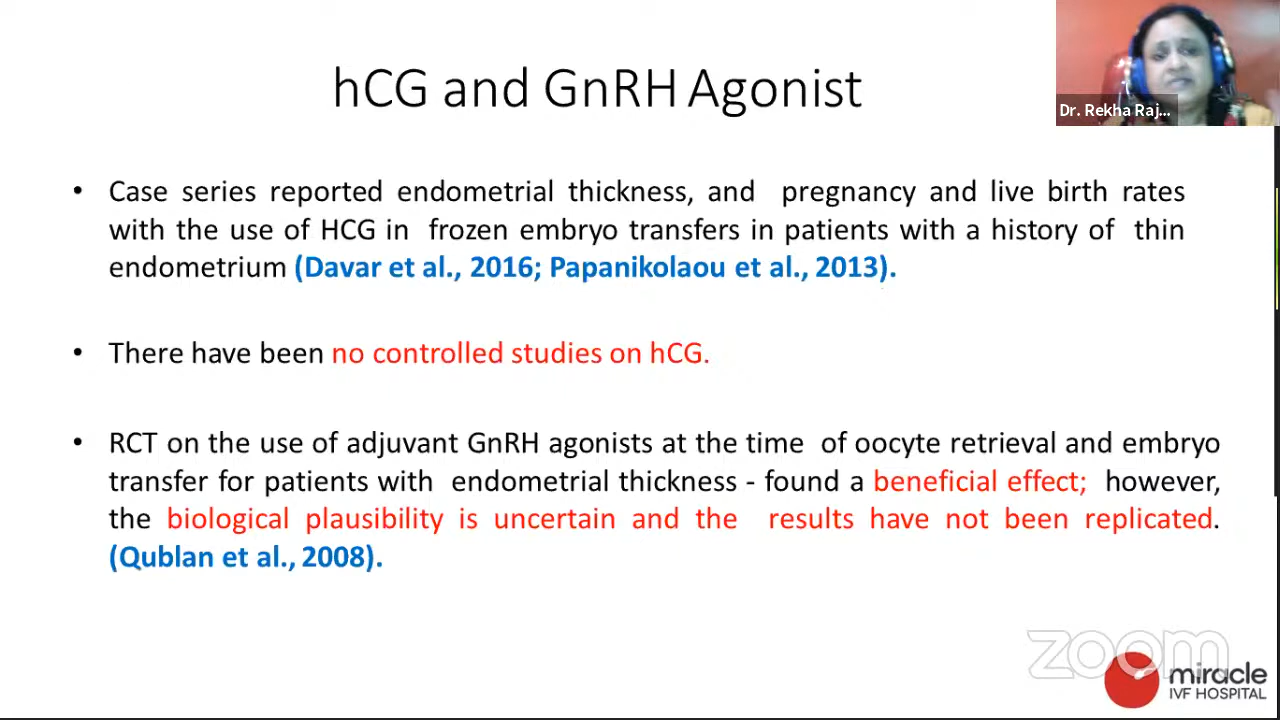 hCG and GnRH Agonist
Dr. Rekha Raj...
• Case series reported endometrial thickness, and pregnancy and live birth rates
with the use of HCG in frozen embryo transfers in patients with a history of thin
endometrium (Davar et al., 2016; Papanikolaou et al., 2013).
• There have been no controlled studies on hCG.
• RCT on the use of adjuvant GnRH agonists at the time of oocyte retrieval and embryo
transfer for patients with endometrial thickness - found a beneficial effect; however,
the biological plausibility is uncertain and the results have not been replicated.
(Qublan et al., 2008).
zoom
miracle
IVF HOSPITAL